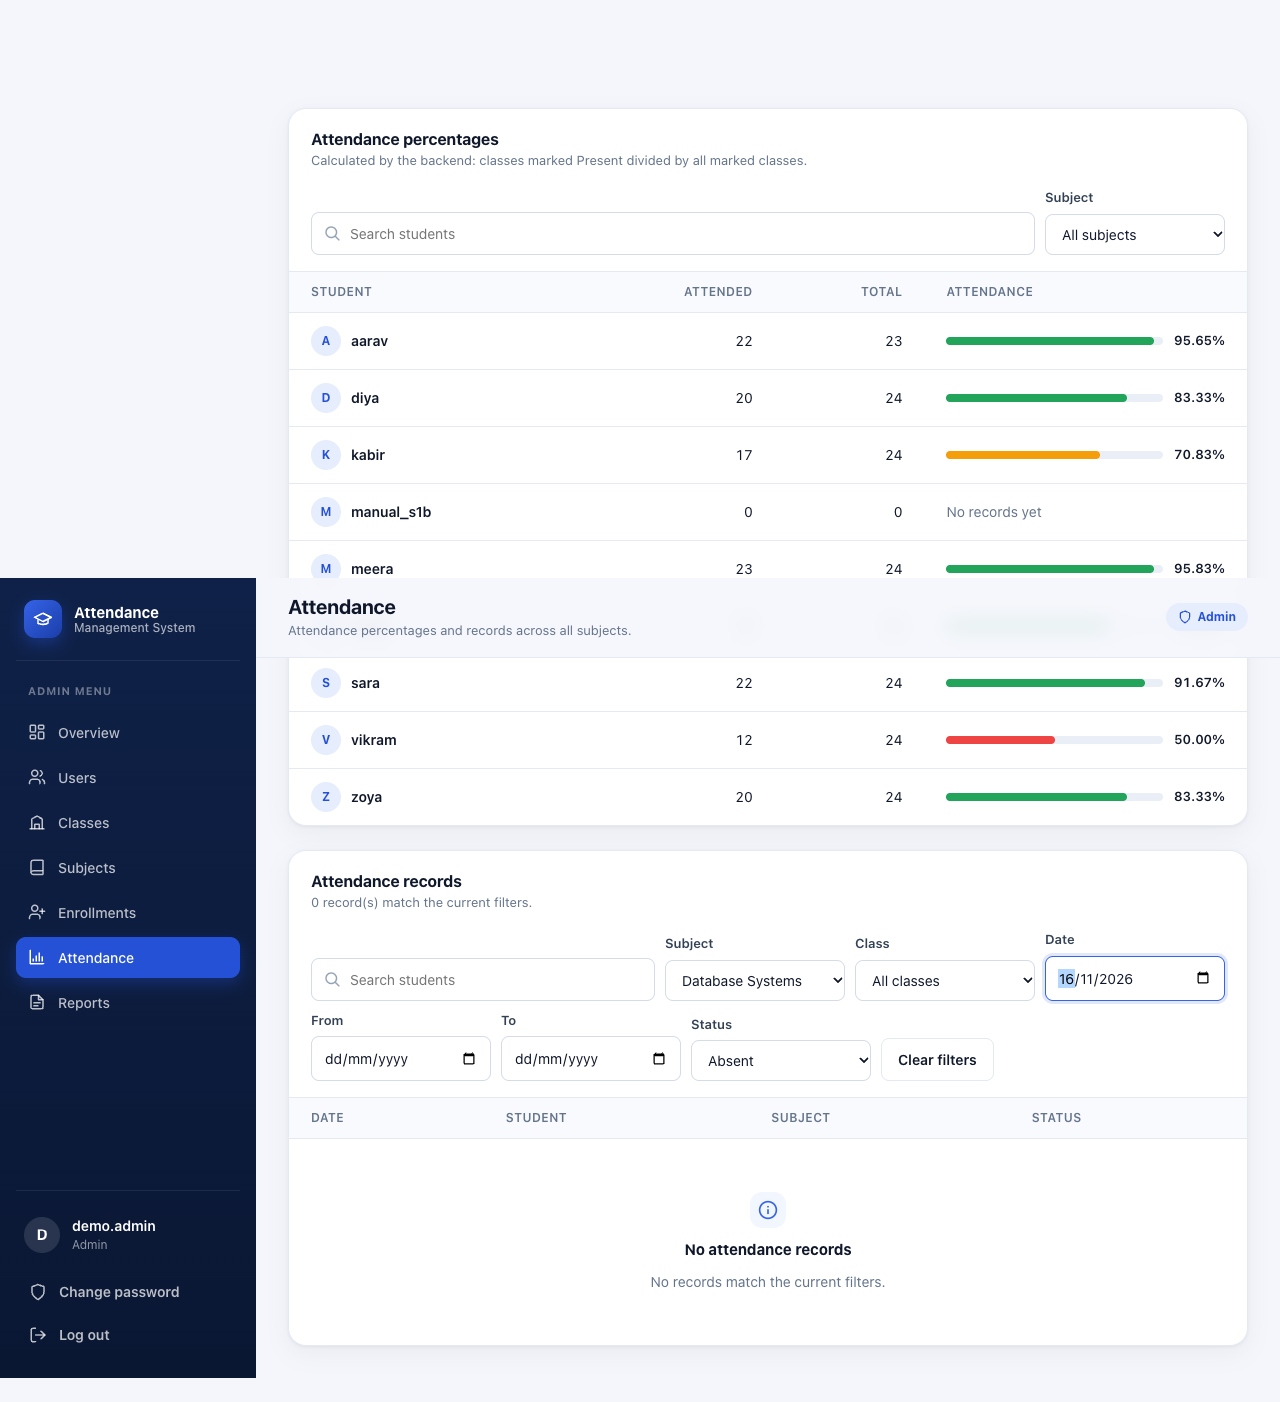 Attendance percentages
Calculated by the backend: classes marked Present divided by all marked classes.
Subject
Search students
All subjects
STUDENT ATTENDED TOTAL ATTENDANCE
A aarav 22 23 95.65%
D diya 20 24 83.33%
K kabir 17 24 70.83%
M manual_s1b 0 0 No records yet
M meera 23 24 95.83%
Attendance
Management System
ADMIN MENU
Overview
Users
Classes
Subjects
Enrollments
Attendance
Reports
D demo.admin
Admin
Change password
Log out
Attendance
Attendance percentages and records across all subjects.
Admin
S sara 22 24 91.67%
V vikram 12 24 50.00%
Z zoya 20 24 83.33%
Attendance records
0 record(s) match the current filters.
Subject Class Date
Search students Database Systems All classes 16/11/2026
From To Status
dd/mm/yyyy dd/mm/yyyy Absent Clear filters
DATE STUDENT SUBJECT STATUS
No attendance records
No records match the current filters.